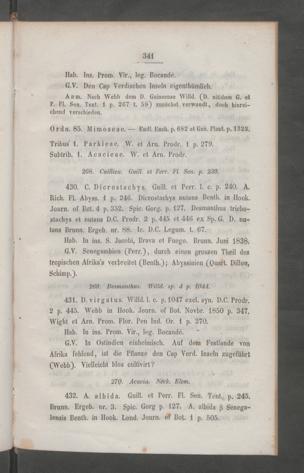 341
Hab. Ins. Prom. Vir., leg. Bocandé.
G.V. Den Cap Verdischen Inseln eigenthümlich.
Anm. Nach Webb dem D. Guineense Willd. (D. nitidum G. et
P. Fl. Sen. Tent. 1 p. 267 t. 59) zunächst verwandt, doch hinrei-
chend verschieden.
Ordn. 85. Mimoseae. — Endl. Ench. p. 682 et Gen. Plant. p. 1323.
Tribus 1. Parkieae. W. et Arn. Prodr. 1 p. 279.
Subtrib. 1. Acacieae. W. et Arn. Prodr.
268. Cailliea. Guill. et Perr. Fl. Sen. p. 239.
430. C. Dicrostachys. Guill. et Perr. l. c. p. 240. A.
Rich. Fl. Abyss. 1 p. 246. Dicrostachys nutans Benth. in Hook.
Journ. of Bot. 4 p. 352. Spic. Gorg. p. 127. Desmanthus tricho-
stachys et nutans D.C. Prodr. 2 p. 445 et 446 ex Sp. G. D. nu-
tans Brunn. Ergeb. nr. 88. Ic. D.C. Legum. t. 67.
Hab. In ins. S. Jacobi, Brava et Fuego. Brunn. Juni 1838.
G.V. Senegambien (Perr.), durch einen grossen Theil des
tropischen Afrika's verbreitet (Benth.); Abyssinien (Quart. Dillon,
Schimp.).
269. Desmanthus. Willd. sp. 4 p. 1044.
431. D. virgatus. Willd. l. c. p. 1047 excl. syn. D.C. Prodr.
2 p. 445. Webb in Hook. Journ. of Bot. Novbr. 1850 p. 347.
Wight et Arn. Prom. Flor. Pen Ind. Or. 1 p. 270.
Hab. In ins. Prom. Vir., leg. Bocandé.
G.V. In Ostindien einheimisch. Auf dem Festlande von
Afrika fehlend, ist die Pflanze den Cap Verd. Inseln zugeführt
(Webb). Vielleicht blos cultivirt?
270. Acacia. Neck. Elem.
432. A. albida. Guill. et Perr. Fl. Sen. Tent. p. 245.
Brunn. Ergeb. nr. 3. Spic. Gorg p. 127. A. albida β Senega-
lensis Benth. in Hook. Lond. Journ. of Bot. 1 p. 505.